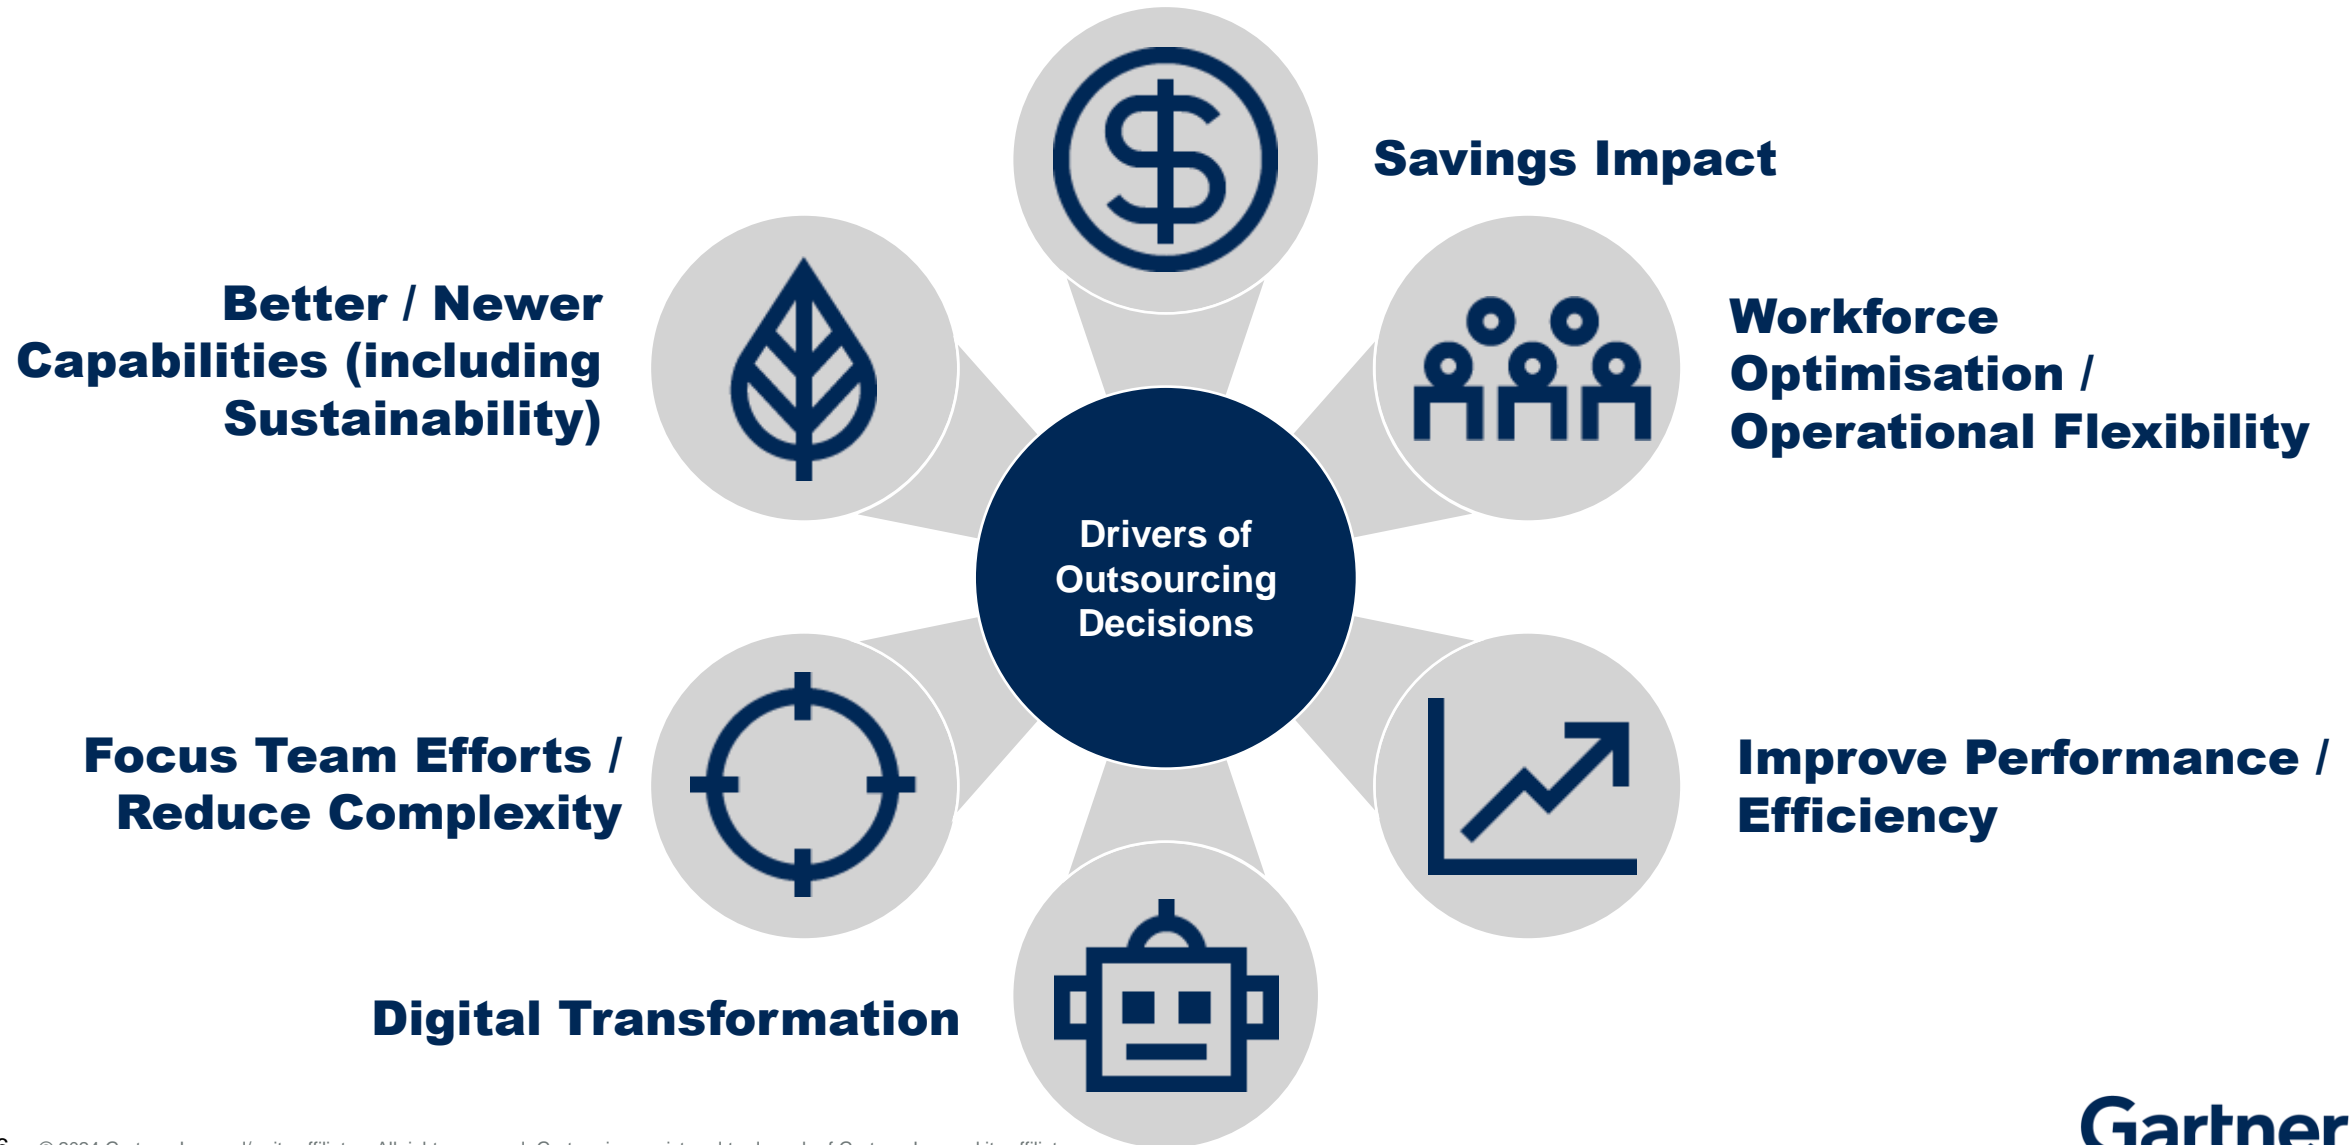 Savings Impact
Better / Newer
Capabilities (including
Sustainability)
Workforce
Optimisation /
Operational Flexibility
Drivers of
Outsourcing
Decisions
Focus Team Efforts /
Reduce Complexity
Improve Performance /
Efficiency
Digital Transformation
Gartner